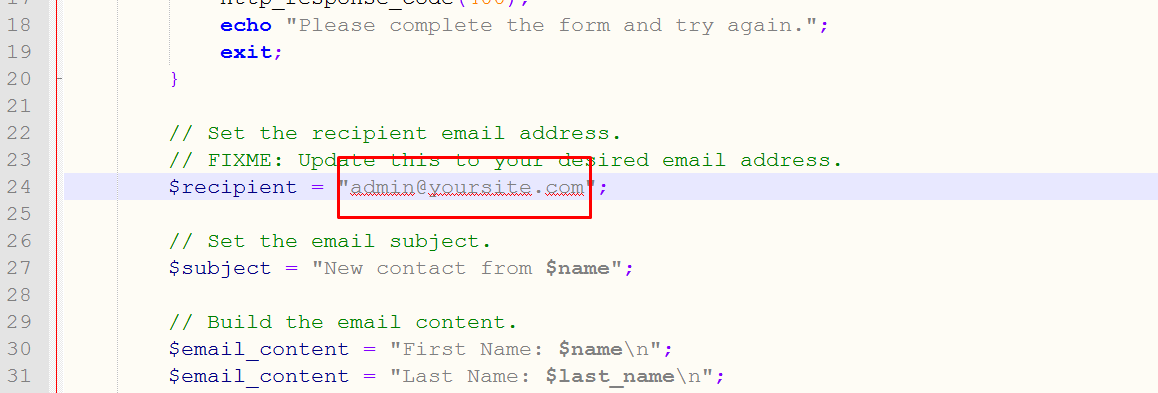 18 echo "Please complete the form and try again.";
19 exit;
20 }
21
22 // Set the recipient email address.
23 // FIXME: Update this to your desired email address.
24 $recipient = "admin@yoursite.com";
25
26 // Set the email subject.
27 $subject = "New contact from $name";
28
29 // Build the email content.
30 $email_content = "First Name: $name\n";
31 $email_content = "Last Name: $last_name\n";